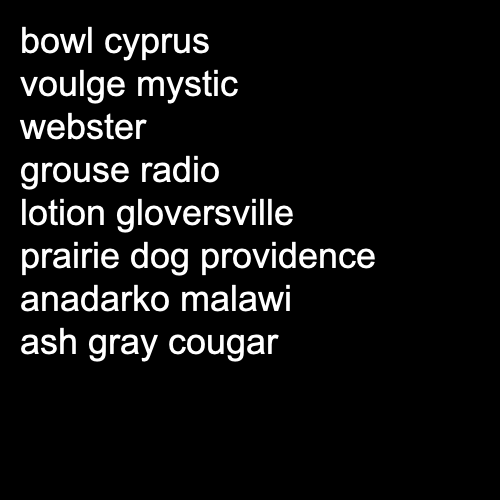 bowl cyprus
voulge mystic
webster
grouse radio
lotion gloversville
prairie dog providence
anadarko malawi
ash gray cougar